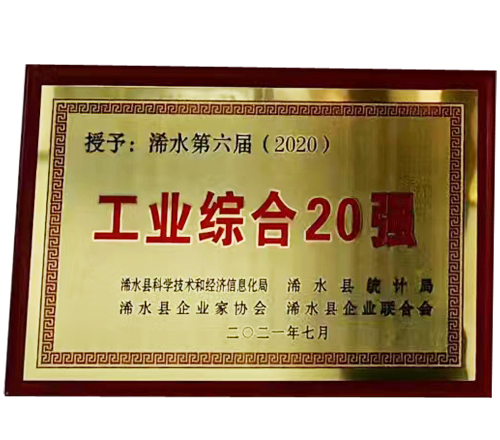 授予：浠水第六届（2020）
工业综合20强
浠水县科学技术和经济信息化局 浠水县统计局
浠水县企业家协会 浠水县企业联合会
二〇二一年七月